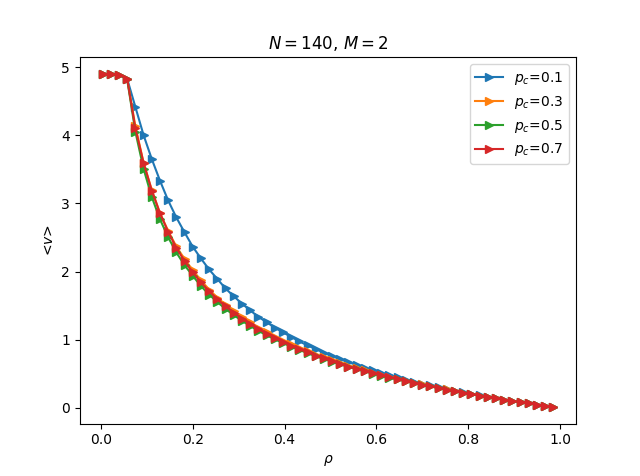 N = 140, M = 2
5
4
3
2
1
0
<v>
0.0 0.2 0.4 0.6 0.8 1.0
ρ
p_c=0.1
p_c=0.3
p_c=0.5
p_c=0.7